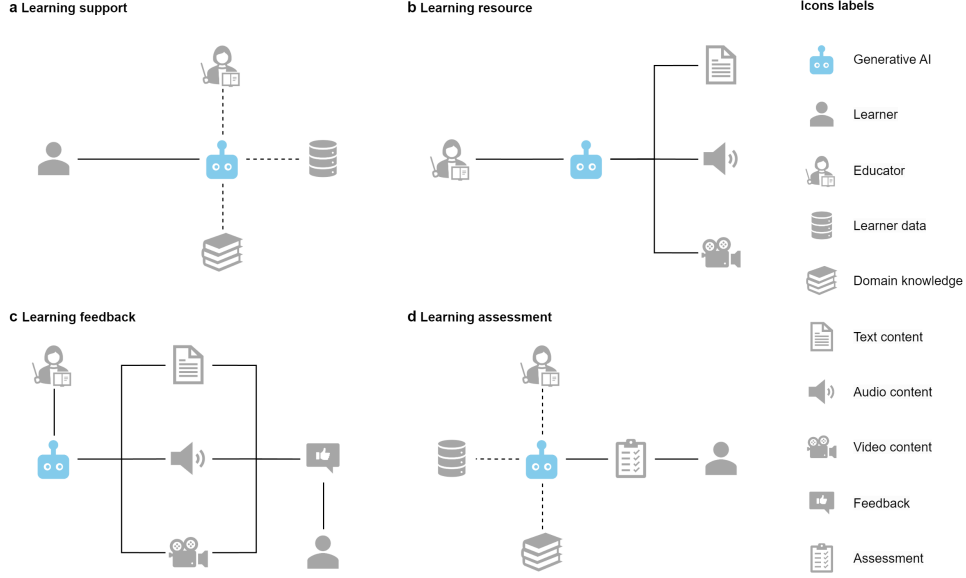 a Learning support
b Learning resource
Icons labels
Generative AI
Learner
Educator
Learner data
Domain knowledge
c Learning feedback
d Learning assessment
Text content
Audio content
Video content
Feedback
Assessment